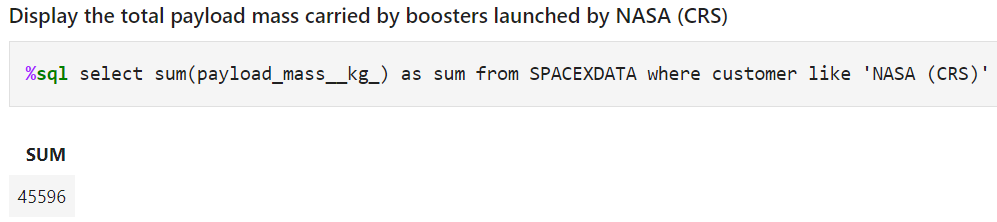 Display the total payload mass carried by boosters launched by NASA (CRS)
%sql select sum(payload_mass__kg_) as sum from SPACEXDATA where customer like 'NASA (CRS)'
SUM
45596